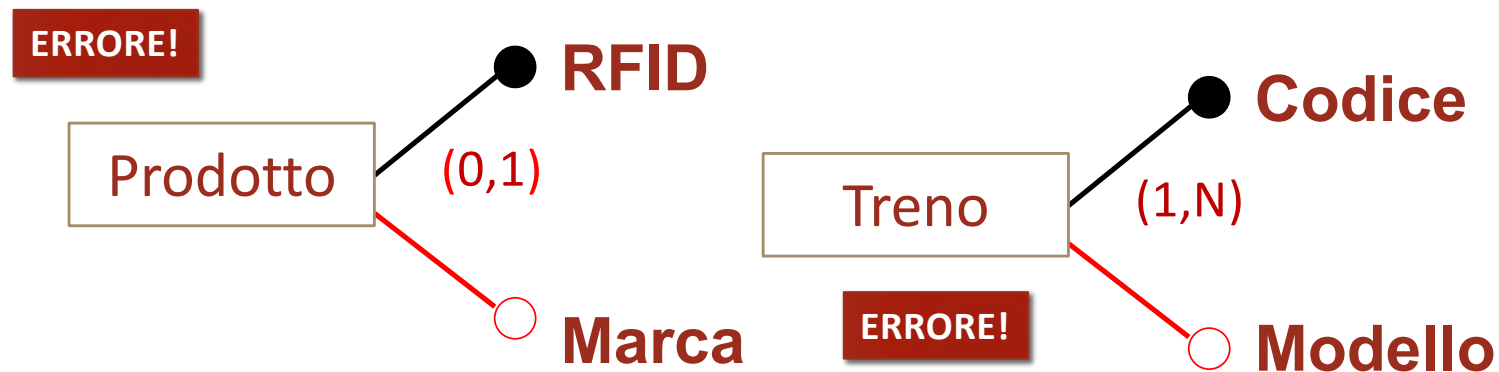 ERRORE!
RFID
Prodotto
(0,1)
Marca
Codice
Treno
(1,N)
ERRORE!
Modello